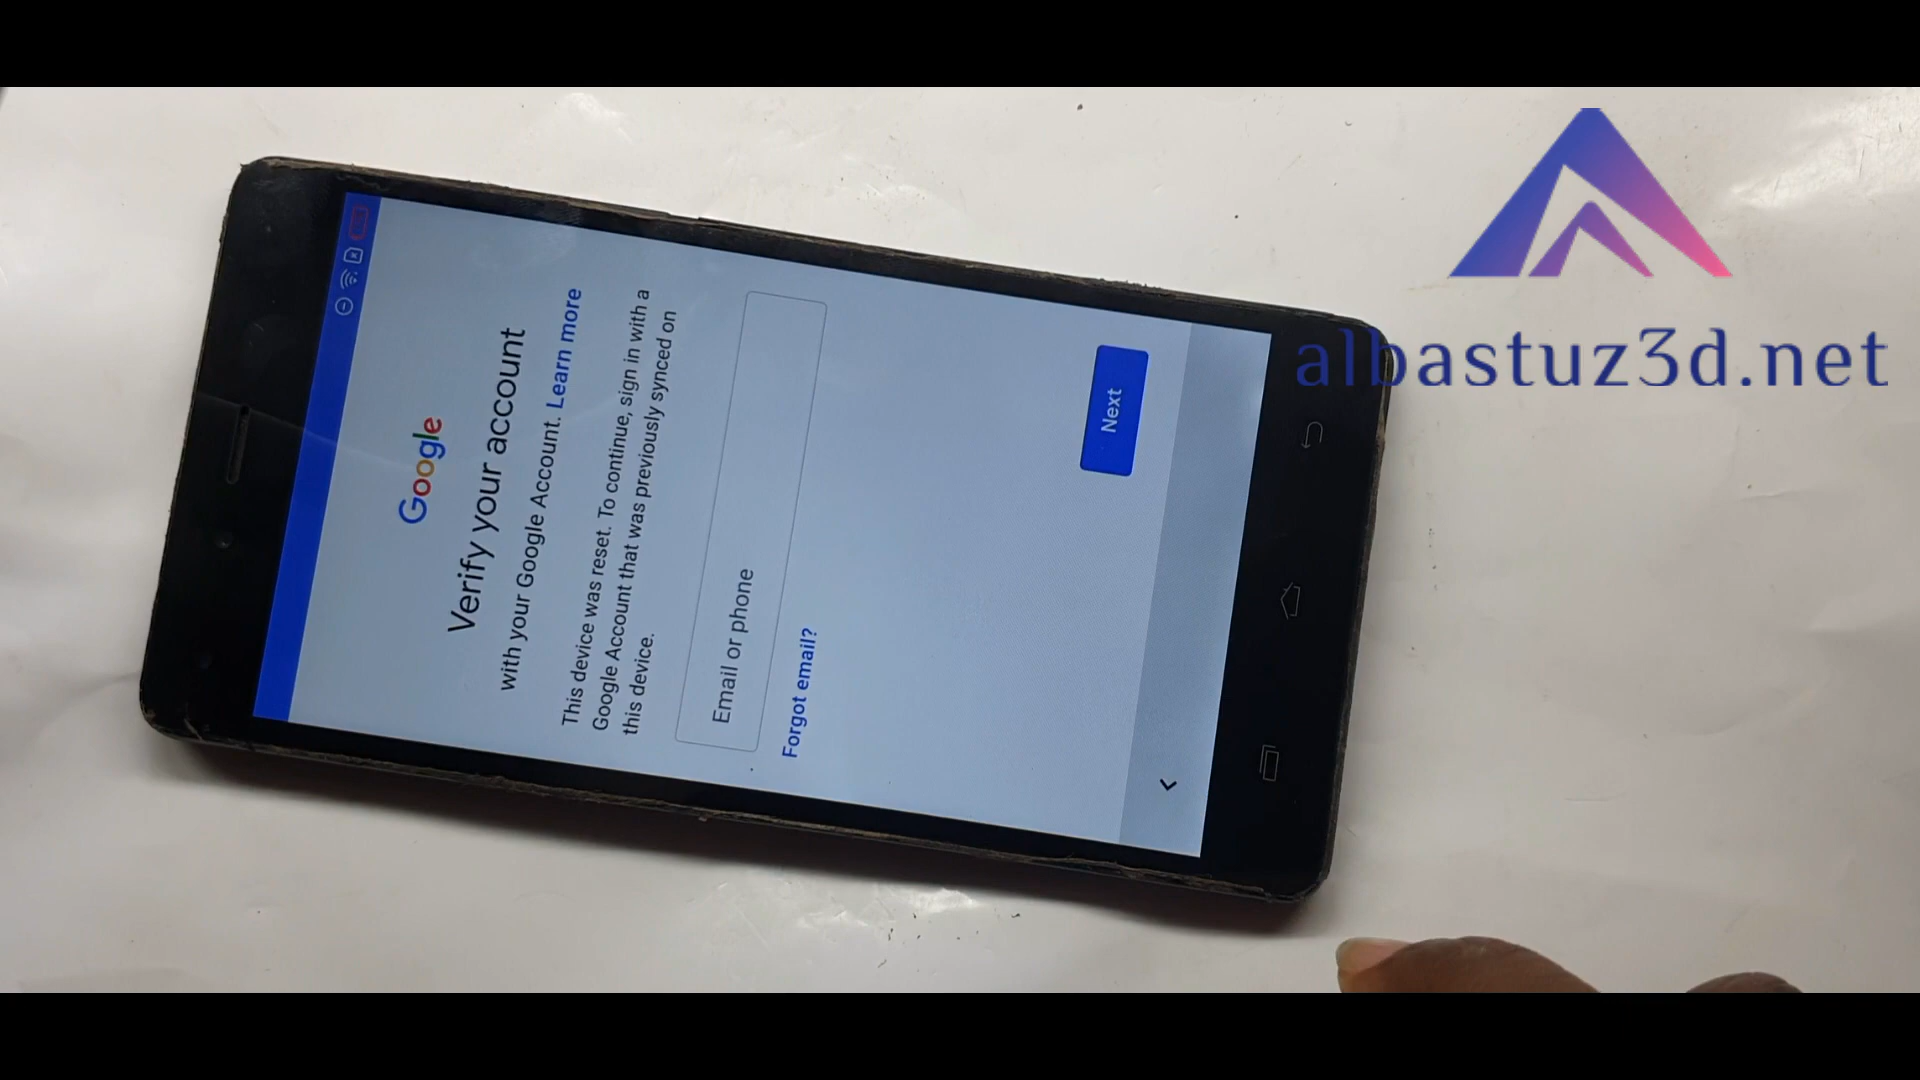 Google
Verify your account
with your Google Account. Learn more
This device was reset. To continue, sign in with a
Google Account that was previously synced on
this device.
Email or phone
Forgot email?
Next
albastuz3d.net